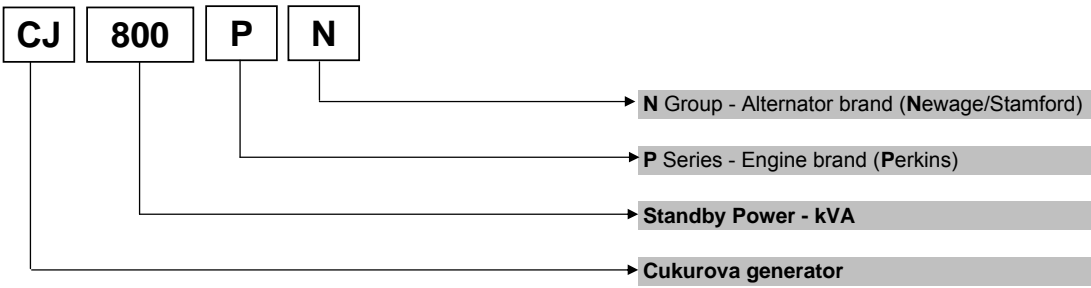 CJ 800 P N
N Group - Alternator brand (Newage/Stamford)
P Series - Engine brand (Perkins)
Standby Power - kVA
Cukurova generator